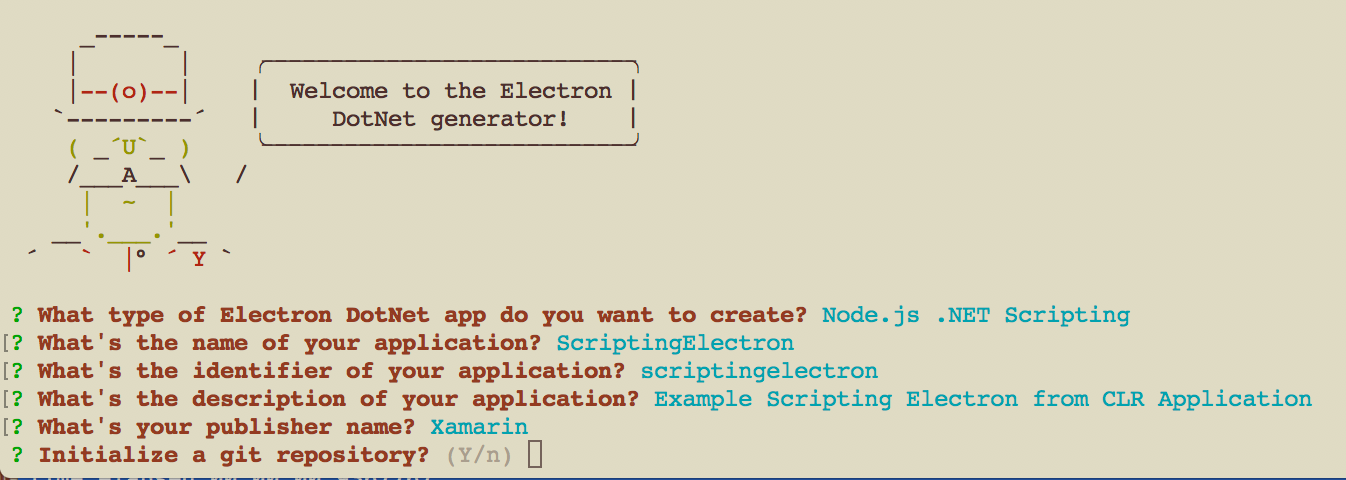 _-----_
    |       |
    |--(o)--|    |  Welcome to the Electron |
   `---------´   |     DotNet generator!    |
    ( _´U`_ )
    /___A___\   /
     |  ~  |
   __'.___.'__
 ´   `  |° ´ Y `
? What type of Electron DotNet app do you want to create? Node.js .NET Scripting
[? What's the name of your application? ScriptingElectron
[? What's the identifier of your application? scriptingelectron
[? What's the description of your application? Example Scripting Electron from CLR Application
[? What's your publisher name? Xamarin
? Initialize a git repository? (Y/n)